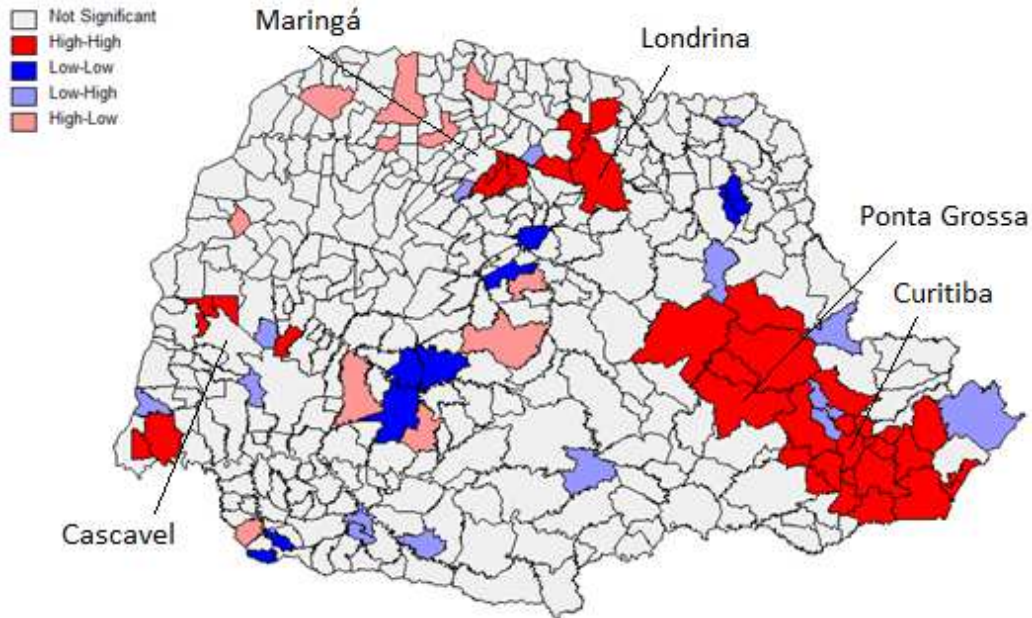 Not Significant
High-High
Low-Low
Low-High
High-Low
Maringá
Londrina
Ponta Grossa
Curitiba
Cascavel